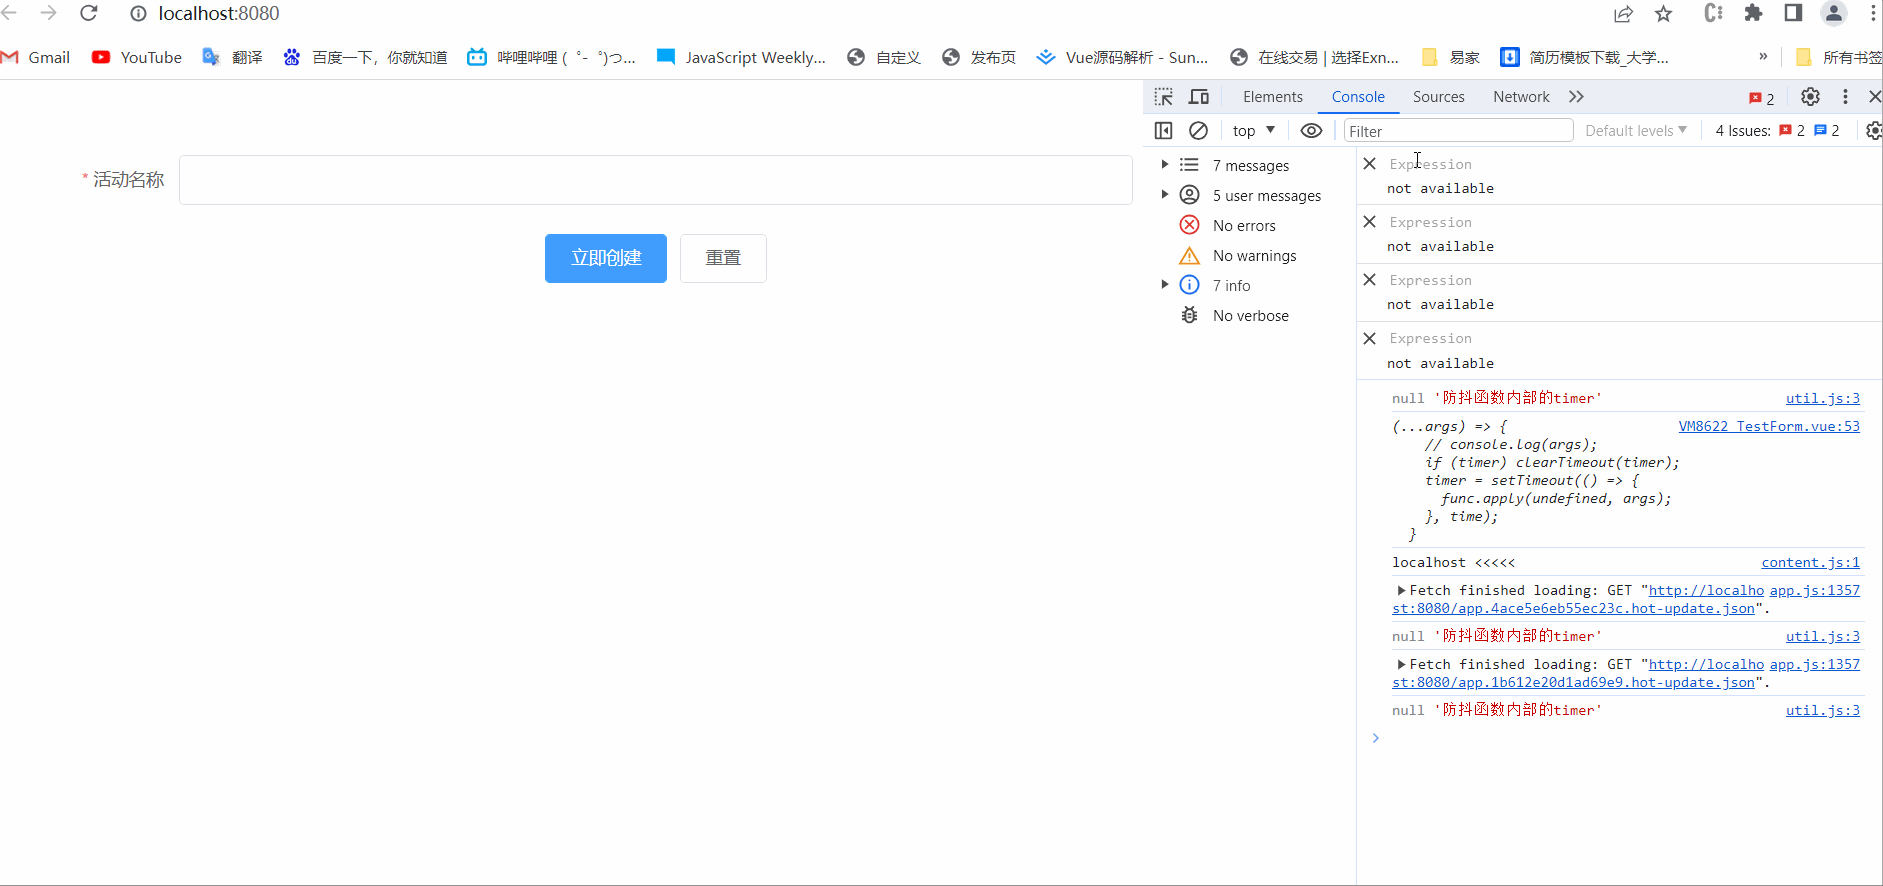 localhost:8080
Gmail YouTube 翻译 百度一下，你就知道 哔哩哔哩 ( ゜- ゜)つ... JavaScript Weekly... 自定义 发布页 Vue源码解析 - Sun... 在线交易 | 选择Exn... 易家 简历模板下载_大学... » 所有书签
Elements Console Sources Network 2
top Filter Default levels 4 Issues: 2 2
* 活动名称
立即创建 重置
7 messages
5 user messages
No errors
No warnings
7 info
No verbose
Expression
not available
Expression
not available
Expression
not available
Expression
not available
null '防抖函数内部的timer' util.js:3
(...args) => { VM8622 TestForm.vue:53
// console.log(args);
if (timer) clearTimeout(timer);
timer = setTimeout(() => {
func.apply(undefined, args);
}, time);
}
localhost <<<<< content.js:1
Fetch finished loading: GET "http://localho app.js:1357
st:8080/app.4ace5e6eb55ec23c.hot-update.json".
null '防抖函数内部的timer' util.js:3
Fetch finished loading: GET "http://localho app.js:1357
st:8080/app.1b612e20d1ad69e9.hot-update.json".
null '防抖函数内部的timer' util.js:3